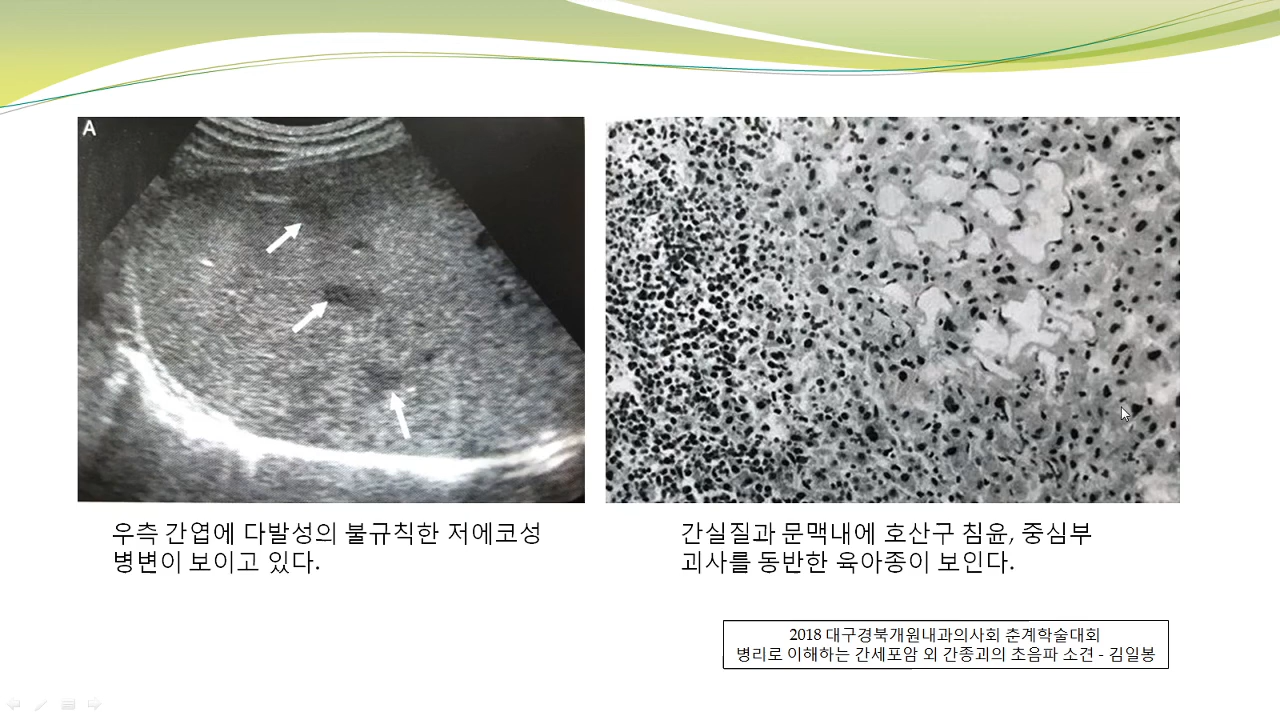 A
우측 간엽에 다발성의 불규칙한 저에코성
병변이 보이고 있다.
간실질과 문맥내에 호산구 침윤, 중심부
괴사를 동반한 육아종이 보인다.
2018 대구경북개원내과의사회 춘계학술대회
병리로 이해하는 간세포암 외 간종괴의 초음파 소견 - 김일봉